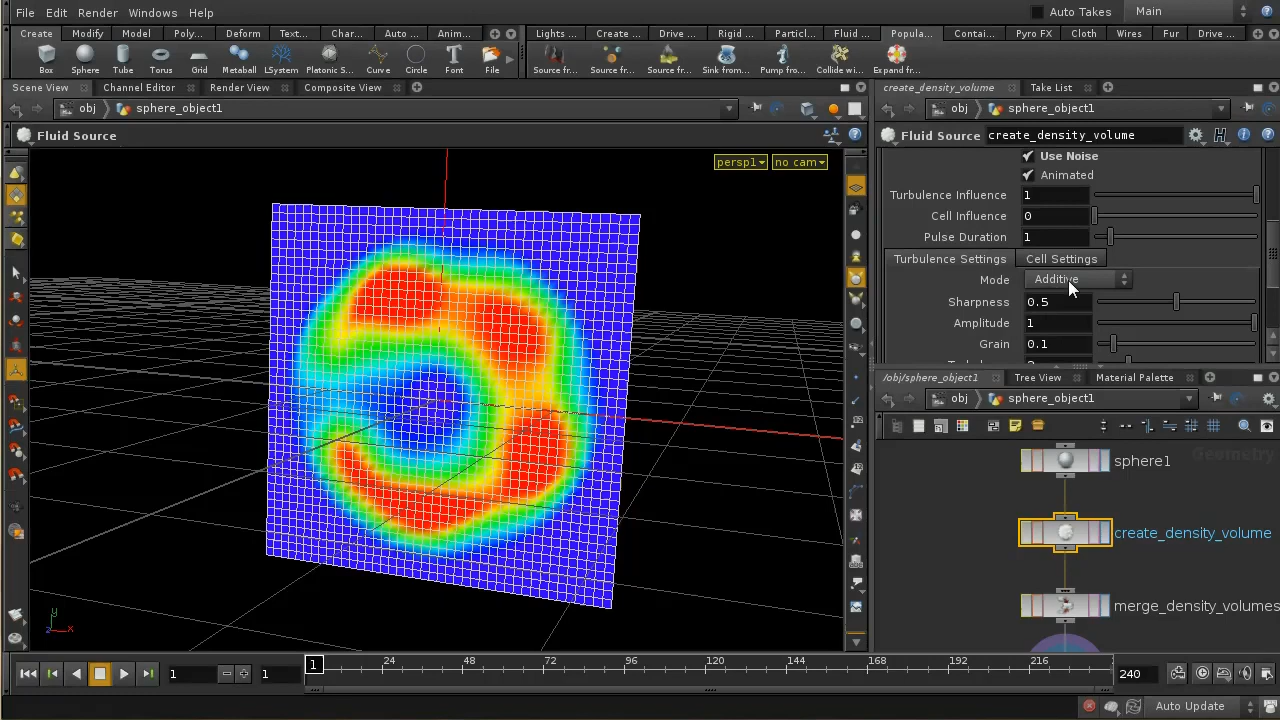 File Edit Render Windows Help Auto Takes Main
Create Modify Model Poly... Deform Text... Char... Auto ... Anim... Lights ... Create ... Drive ... Rigid ... Particl... Fluid ... Popula... Contai... Pyro FX Cloth Wires Fur Drive ...
Box Sphere Tube Torus Grid Metaball LSystem Platonic S... Curve Circle Font File Source fr... Source fr... Source fr... Sink from... Pump fro... Collide wi... Expand fr...
Scene View Channel Editor Render View Composite View create_density_volume Take List
obj sphere_object1 obj sphere_object1
Fluid Source Fluid Source create_density_volume
persp1 no cam
Use Noise
Animated
Turbulence Influence 1
Cell Influence 0
Pulse Duration 1
Turbulence Settings Cell Settings
Mode Additive
Sharpness 0.5
Amplitude 1
Grain 0.1
/obj/sphere_object1 Tree View Material Palette
obj sphere_object1
Geometry
sphere1
create_density_volume
merge_density_volumes
y
z x
1 1 1 24 48 72 96 120 144 168 192 216 240
Auto Update